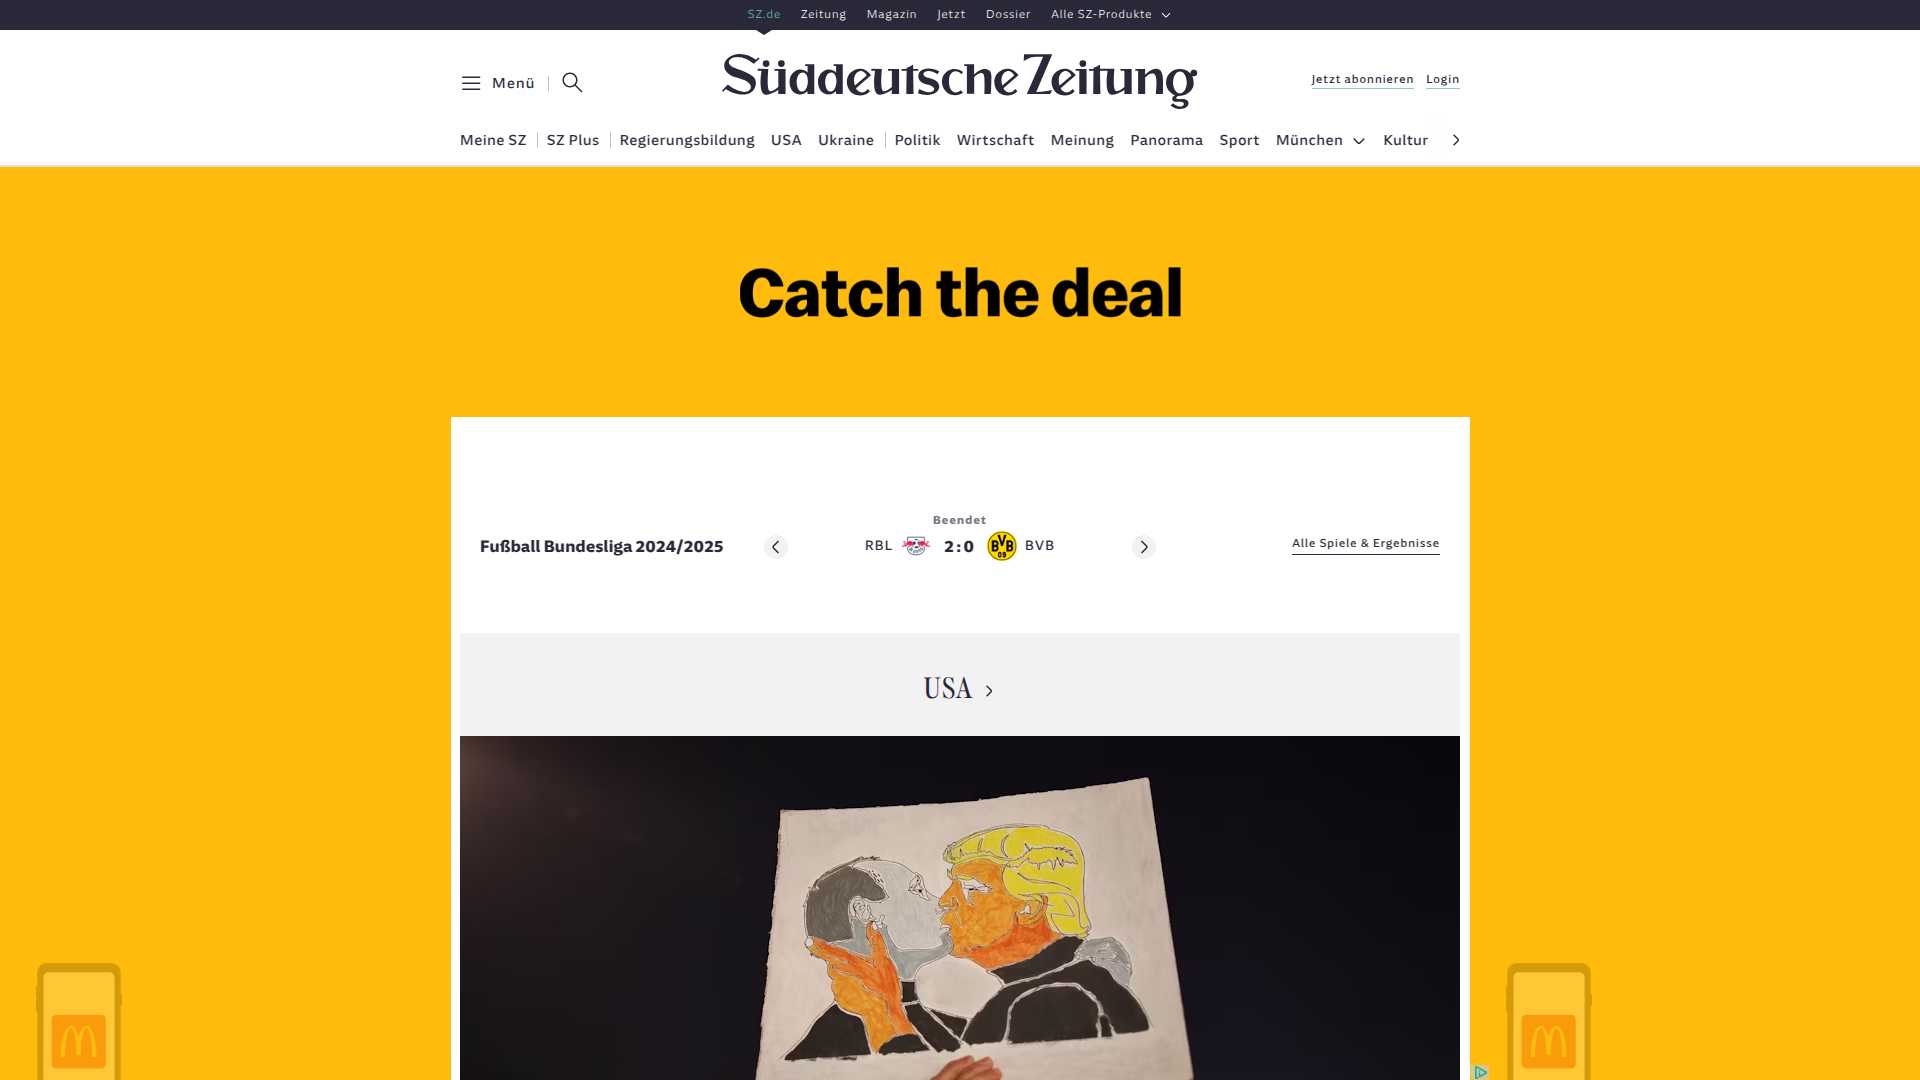 SZ.de Zeitung Magazin Jetzt Dossier Alle SZ-Produkte
Menü
Süddeutsche Zeitung
Jetzt abonnieren Login
Meine SZ SZ Plus Regierungsbildung USA Ukraine Politik Wirtschaft Meinung Panorama Sport München Kultur
Catch the deal
Beendet
Fußball Bundesliga 2024/2025
RBL 2:0 BVB 09 BVB
Alle Spiele & Ergebnisse
USA